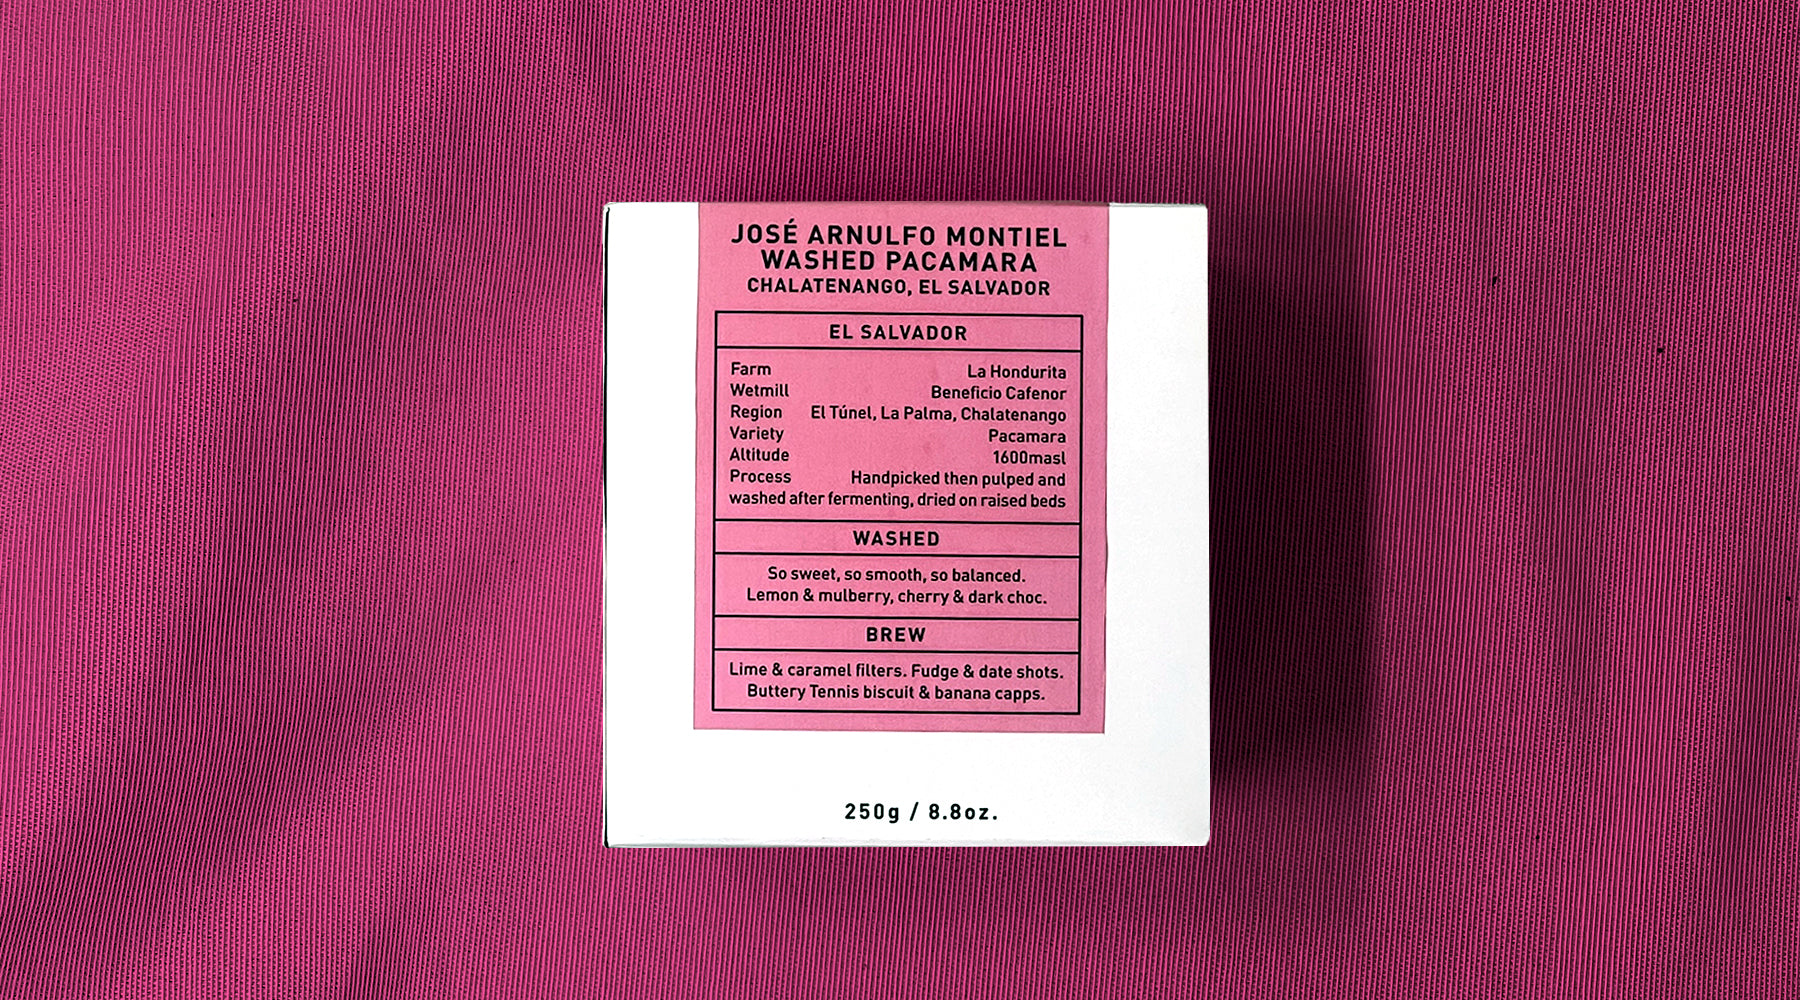 JOSÉ ARNULFO MONTIEL
WASHED PACAMARA
CHALATENANGO, EL SALVADOR
EL SALVADOR
Farm La Hondurita
Wetmill Beneficio Cafenor
Region El Túnel, La Palma, Chalatenango
Variety Pacamara
Altitude 1600masl
Process Handpicked then pulped and
washed after fermenting, dried on raised beds
WASHED
So sweet, so smooth, so balanced.
Lemon & mulberry, cherry & dark choc.
BREW
Lime & caramel filters. Fudge & date shots.
Buttery Tennis biscuit & banana capps.
250g / 8.8oz.